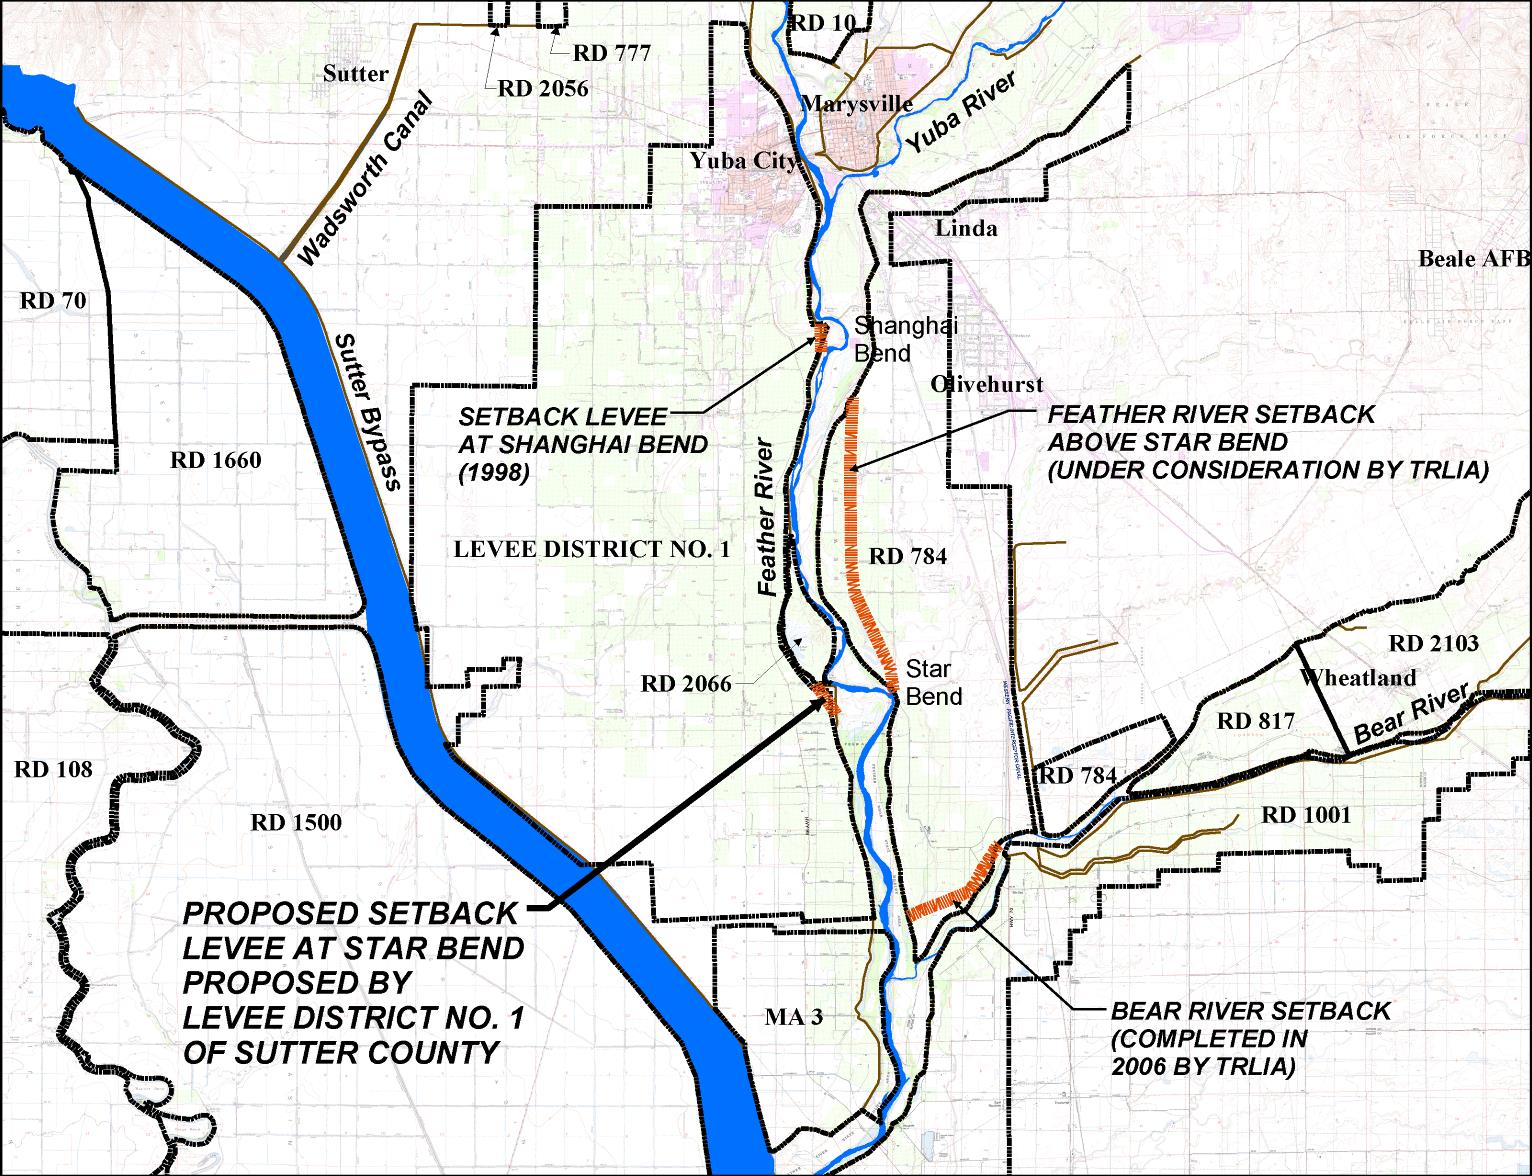 RD 10
RD 777
Sutter
RD 2056
Marysville
Yuba River
Wadsworth Canal
Yuba City
Linda
Beale AFB
RD 70
Shanghai
Bend
Sutter Bypass
Olivehurst
SETBACK LEVEE
AT SHANGHAI BEND
(1998)
FEATHER RIVER SETBACK
ABOVE STAR BEND
(UNDER CONSIDERATION BY TRLIA)
RD 1660
Feather River
LEVEE DISTRICT NO. 1
RD 784
RD 2103
Star
Bend
RD 2066
Wheatland
Bear River
RD 817
RD 108
RD 784
RD 1500
RD 1001
PROPOSED SETBACK
LEVEE AT STAR BEND
PROPOSED BY
LEVEE DISTRICT NO. 1
OF SUTTER COUNTY
MA 3
BEAR RIVER SETBACK
(COMPLETED IN
2006 BY TRLIA)